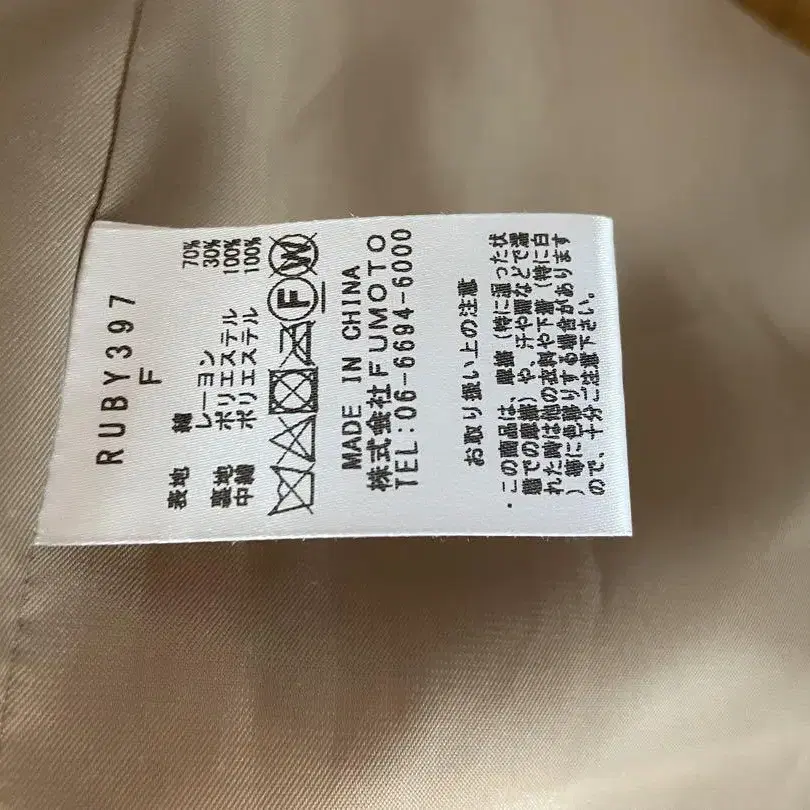 RUBY397
F
表地 綿 70%
レーヨン 30%
裏地 ポリエステル 100%
中綿 ポリエステル 100%
F W
MADE IN CHINA
株式会社FUMOTO
TEL:06-6694-6000
お取り扱い上の注意
・この商品は、摩擦(特に湿った状
態での摩擦)や、汗や雨などで濡
れた時は他の衣料や下着(特に白
)等に色移りする場合があります
ので、十分ご注意下さい。